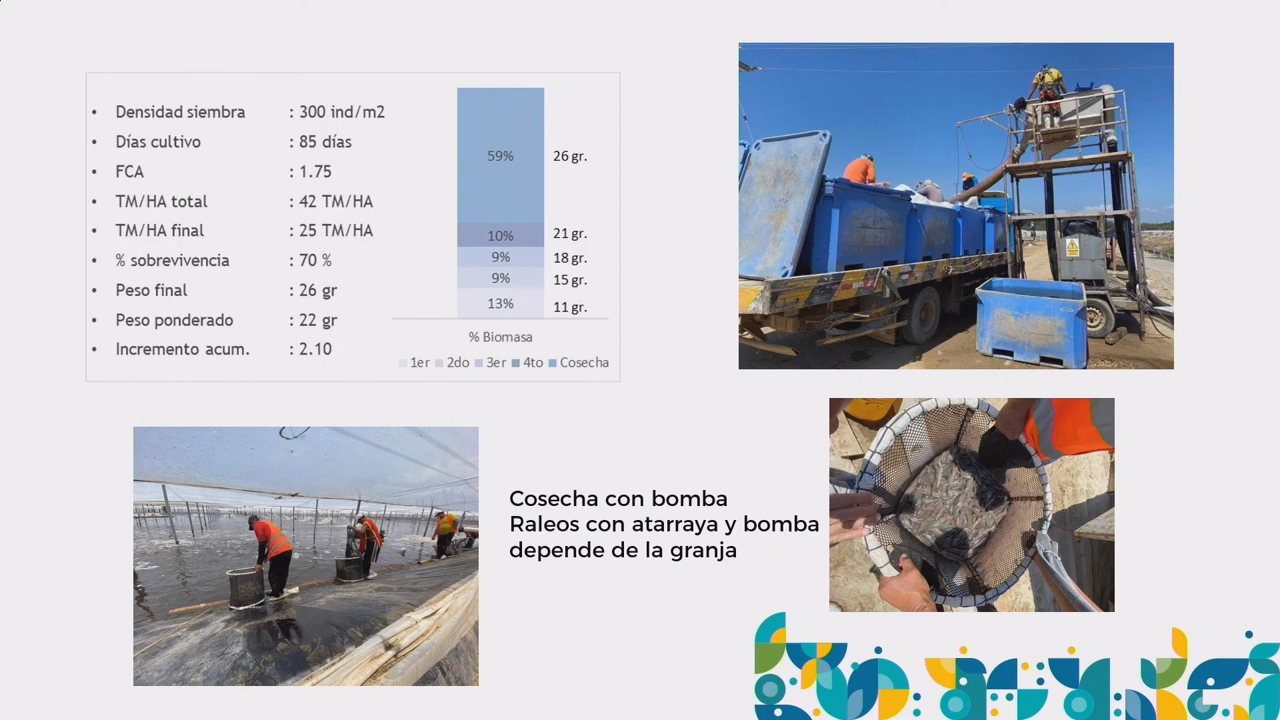 • Densidad siembra : 300 ind/m2
• Días cultivo : 85 días
• FCA : 1.75
• TM/HA total : 42 TM/HA
• TM/HA final : 25 TM/HA
• % sobrevivencia : 70 %
• Peso final : 26 gr
• Peso ponderado : 22 gr
• Incremento acum. : 2.10
59% 26 gr.
10% 21 gr.
9% 18 gr.
9% 15 gr.
13% 11 gr.
% Biomasa
1er 2do 3er 4to Cosecha
Cosecha con bomba
Raleos con atarraya y bomba
depende de la granja